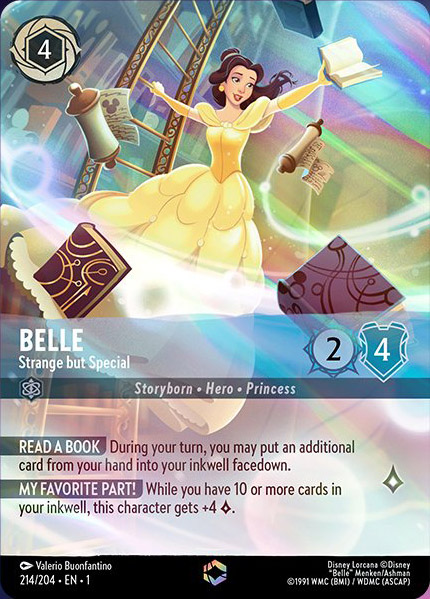 4
BELLE
Strange but Special
2
4
Storyborn • Hero • Princess
READ A BOOK During your turn, you may put an additional
card from your hand into your inkwell facedown.
MY FAVORITE PART! While you have 10 or more cards in
your inkwell, this character gets +4 ◊.
Valerio Buonfantino
214/204 • EN • 1
Disney Lorcana ©Disney
"Belle" Menken/Ashman
©1991 WMC (BMI) / WDMC (ASCAP)